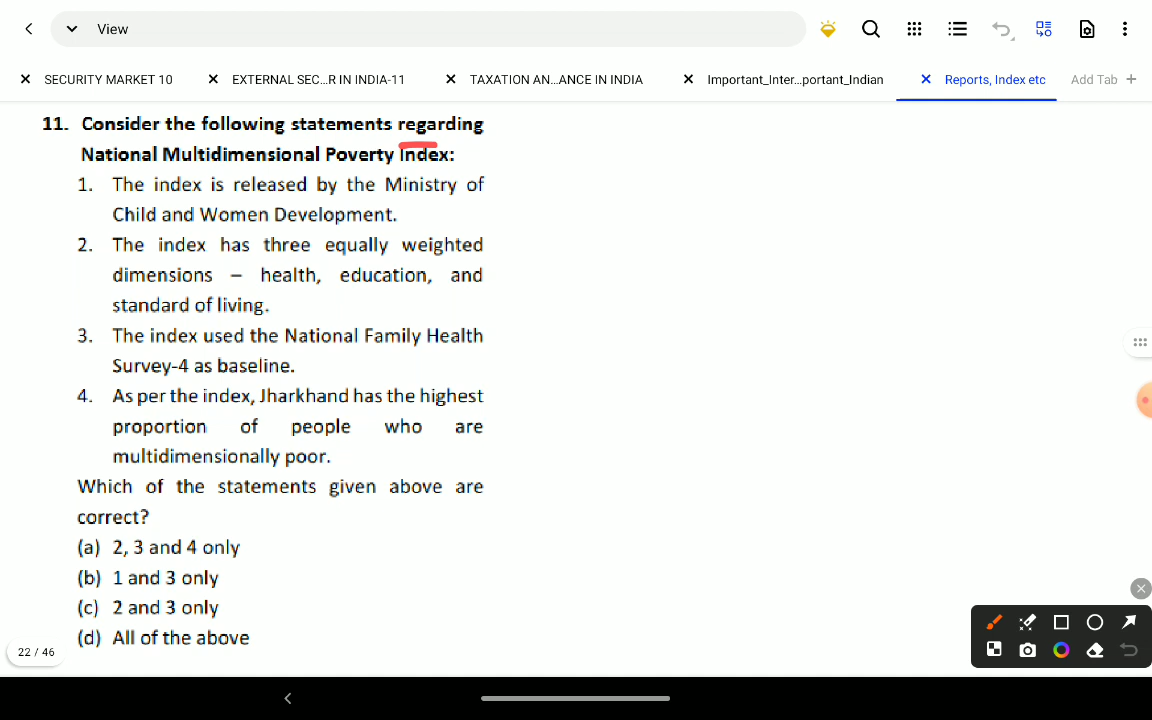 View
SECURITY MARKET 10 EXTERNAL SEC...R IN INDIA-11 TAXATION AN...ANCE IN INDIA Important_Inter...portant_Indian Reports, Index etc Add Tab
11. Consider the following statements regarding
National Multidimensional Poverty Index:
1. The index is released by the Ministry of
Child and Women Development.
2. The index has three equally weighted
dimensions – health, education, and
standard of living.
3. The index used the National Family Health
Survey-4 as baseline.
4. As per the index, Jharkhand has the highest
proportion of people who are
multidimensionally poor.
Which of the statements given above are
correct?
(a) 2, 3 and 4 only
(b) 1 and 3 only
(c) 2 and 3 only
(d) All of the above
22 / 46